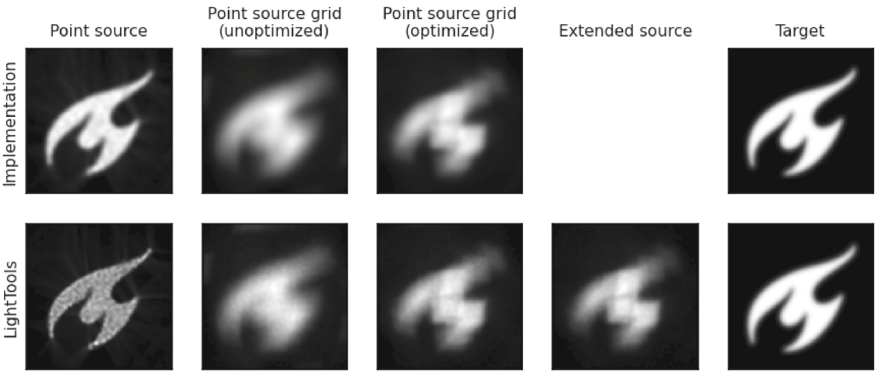 Point source
Point source grid
(unoptimized)
Point source grid
(optimized)
Extended source
Target
Implementation
LightTools